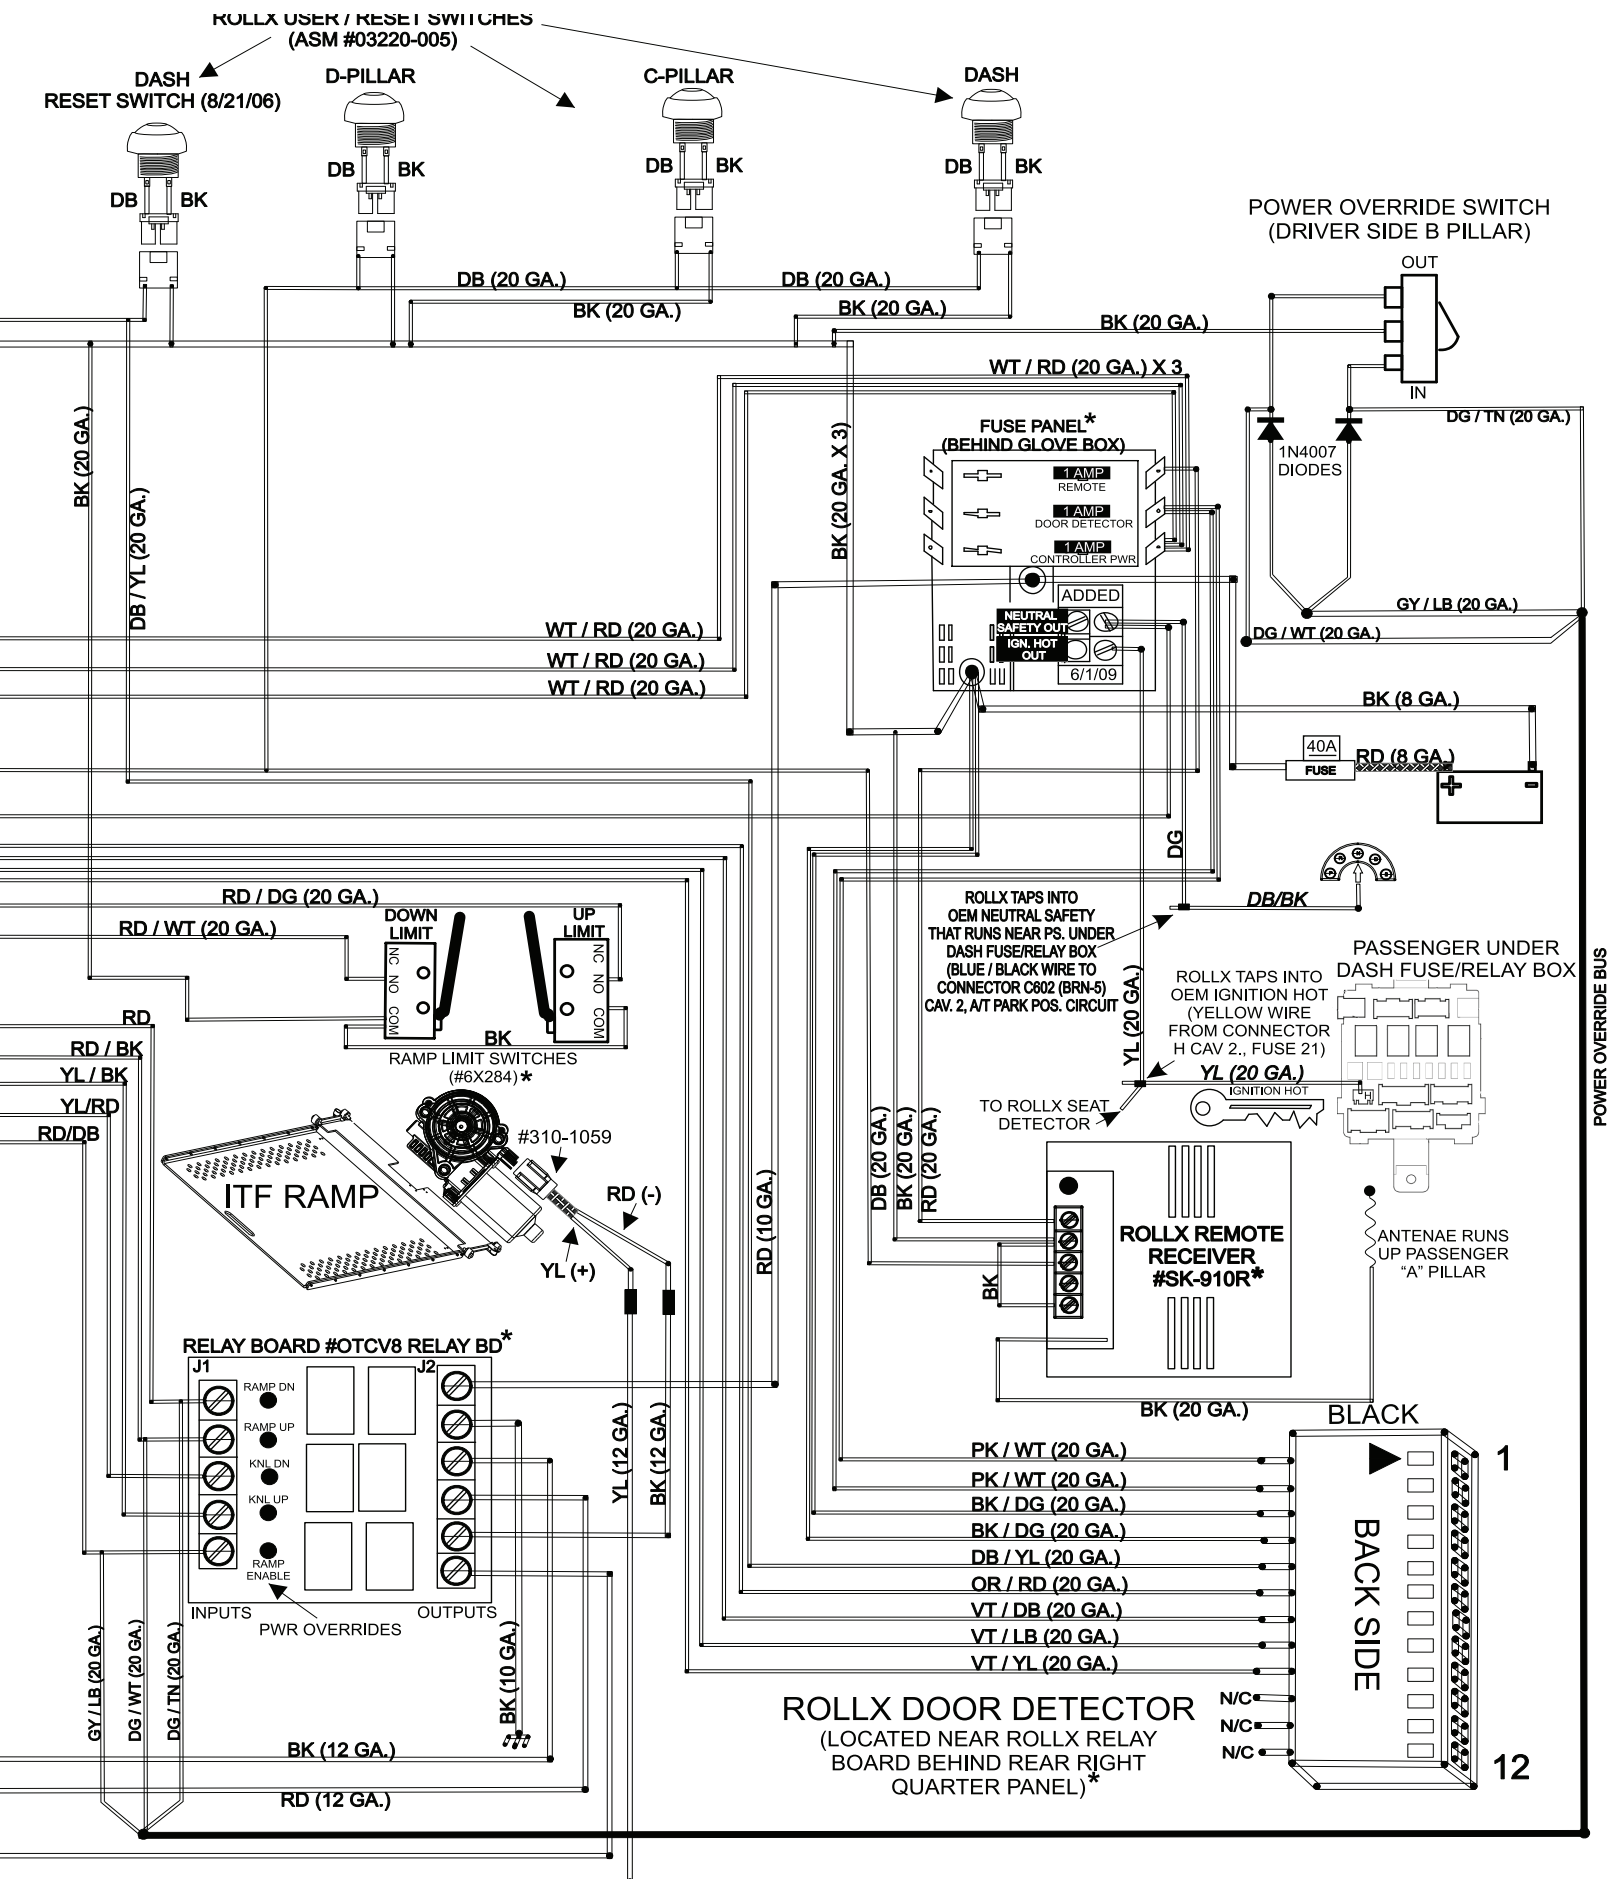 ROLLX USER / RESET SWITCHES
(ASM #03220-005)
DASH
RESET SWITCH (8/21/06)
D-PILLAR
C-PILLAR
DASH
DB
BK
DB
BK
DB
BK
DB
BK
POWER OVERRIDE SWITCH
(DRIVER SIDE B PILLAR)
OUT
IN
DB (20 GA.)
DB (20 GA.)
BK (20 GA.)
BK (20 GA.)
BK (20 GA.)
WT / RD (20 GA.) X 3
BK (20 GA.)
DB / YL (20 GA.)
BK (20 GA. X 3)
FUSE PANEL*
(BEHIND GLOVE BOX)
1 AMP
REMOTE
1 AMP
DOOR DETECTOR
1 AMP
CONTROLLER PWR
ADDED
NEUTRAL
SAFETY OUT
IGN. HOT
OUT
6/1/09
DG / TN (20 GA.)
1N4007
DIODES
GY / LB (20 GA.)
DG / WT (20 GA.)
WT / RD (20 GA.)
WT / RD (20 GA.)
WT / RD (20 GA.)
BK (8 GA.)
40A
FUSE
RD (8 GA.)
+
-
DG
DB/BK
RD / DG (20 GA.)
RD / WT (20 GA.)
DOWN
LIMIT
UP
LIMIT
NC
NO
COM
NC
NO
COM
BK
RAMP LIMIT SWITCHES
(#6X284)*
ROLLX TAPS INTO
OEM NEUTRAL SAFETY
THAT RUNS NEAR PS. UNDER
DASH FUSE/RELAY BOX
(BLUE / BLACK WIRE TO
CONNECTOR C602 (BRN-5)
CAV. 2, A/T PARK POS. CIRCUIT
YL (20 GA.)
ROLLX TAPS INTO
OEM IGNITION HOT
(YELLOW WIRE
FROM CONNECTOR
H CAV 2., FUSE 21)
PASSENGER UNDER
DASH FUSE/RELAY BOX
H
POWER OVERRIDE BUS
YL (20 GA.)
IGNITION HOT
TO ROLLX SEAT
DETECTOR
RD
RD / BK
YL / BK
YL/RD
RD/DB
#310-1059
ITF RAMP
RD (-)
YL (+)
RD (10 GA.)
DB (20 GA.)
BK (20 GA.)
RD (20 GA.)
BK
ROLLX REMOTE
RECEIVER
#SK-910R*
ANTENAE RUNS
UP PASSENGER
“A” PILLAR
BK (20 GA.)
RELAY BOARD #OTCV8 RELAY BD*
J1
J2
RAMP DN
RAMP UP
KNL DN
KNL UP
RAMP
ENABLE
INPUTS
OUTPUTS
PWR OVERRIDES
YL (12 GA.)
BK (12 GA.)
GY / LB (20 GA.)
DG / WT (20 GA.)
DG / TN (20 GA.)
BK (10 GA.)
BK (12 GA.)
RD (12 GA.)
BLACK
PK / WT (20 GA.)
PK / WT (20 GA.)
BK / DG (20 GA.)
BK / DG (20 GA.)
DB / YL (20 GA.)
OR / RD (20 GA.)
VT / DB (20 GA.)
VT / LB (20 GA.)
VT / YL (20 GA.)
N/C
N/C
N/C
BACK SIDE
1
12
ROLLX DOOR DETECTOR
(LOCATED NEAR ROLLX RELAY
BOARD BEHIND REAR RIGHT
QUARTER PANEL)*